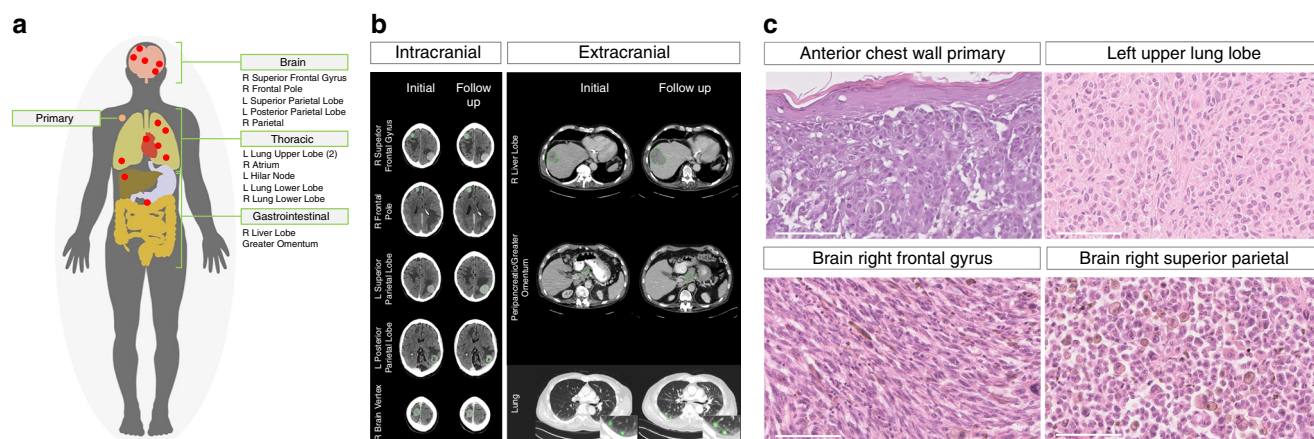 a
Primary
Brain
R Superior Frontal Gyrus
R Frontal Pole
L Superior Parietal Lobe
L Posterior Parietal Lobe
R Parietal
Thoracic
L Lung Upper Lobe (2)
R Atrium
L Hilar Node
L Lung Lower Lobe
R Lung Lower Lobe
Gastrointestinal
R Liver Lobe
Greater Omentum
b
Intracranial
Extracranial
Initial
Follow
up
Initial
Follow up
R Superior
Frontal Gyrus
R Frontal
Pole
L Superior
Parietal Lobe
L Posterior
Parietal Lobe
R Brain Vertex
R Liver Lobe
Peripancreatic/Greater
Omentum
Lung
c
Anterior chest wall primary
Left upper lung lobe
Brain right frontal gyrus
Brain right superior parietal